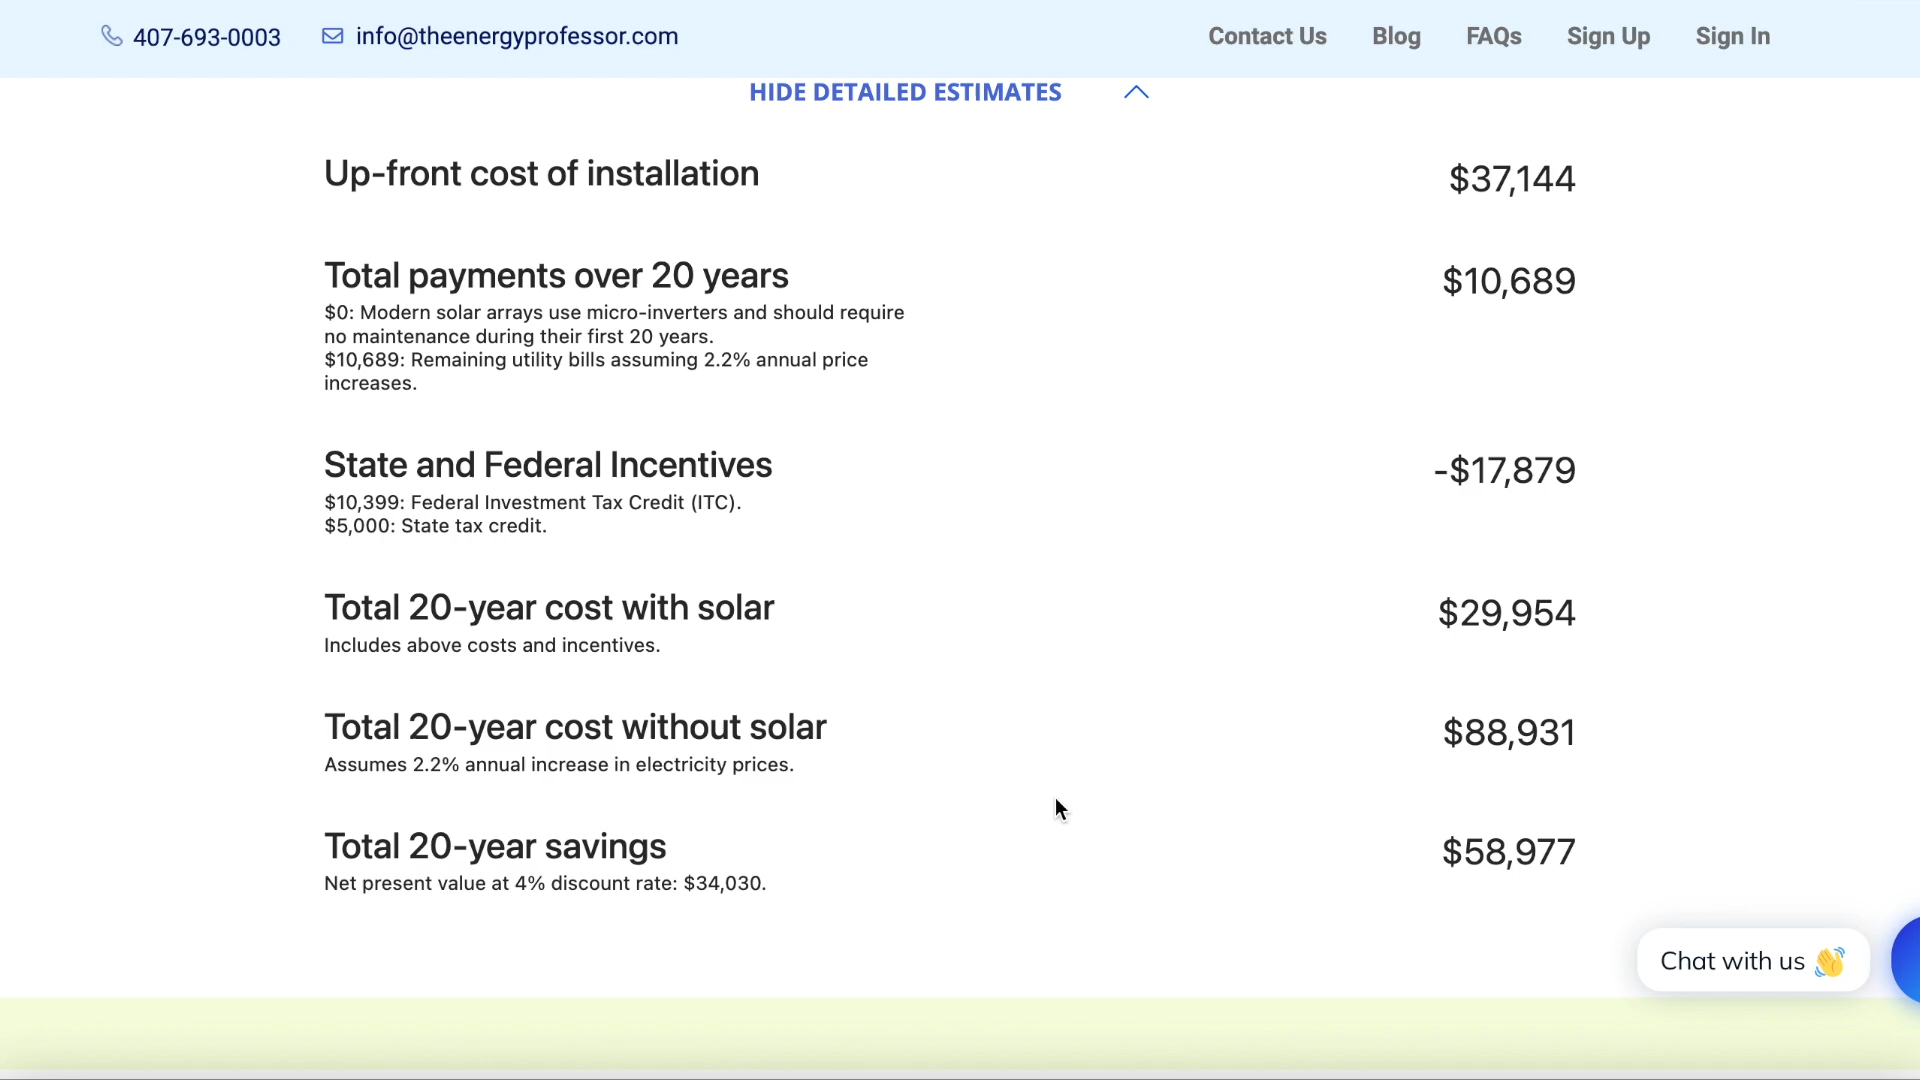 407-693-0003
info@theenergyprofessor.com
Contact Us
Blog
FAQs
Sign Up
Sign In
HIDE DETAILED ESTIMATES
Up-front cost of installation
$37,144
Total payments over 20 years
$10,689
$0: Modern solar arrays use micro-inverters and should require
no maintenance during their first 20 years.
$10,689: Remaining utility bills assuming 2.2% annual price
increases.
State and Federal Incentives
-$17,879
$10,399: Federal Investment Tax Credit (ITC).
$5,000: State tax credit.
Total 20-year cost with solar
$29,954
Includes above costs and incentives.
Total 20-year cost without solar
$88,931
Assumes 2.2% annual increase in electricity prices.
Total 20-year savings
$58,977
Net present value at 4% discount rate: $34,030.
Chat with us 👋